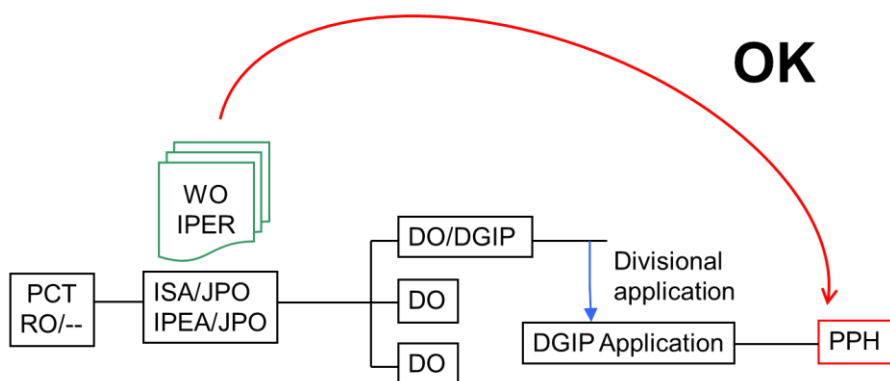 OK
WO
IPER
PCT
RO/--
ISA/JPO
IPEA/JPO
DO/DGIP
DO
DO
Divisional
application
DGIP Application
PPH